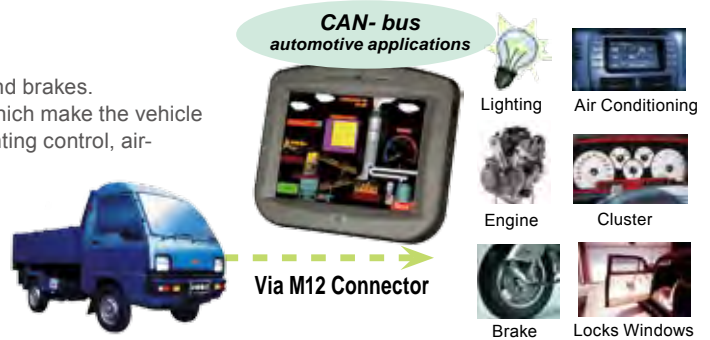 CAN- bus
automotive applications
nd brakes.
hich make the vehicle
ting control, air-
Lighting
Air Conditioning
Engine
Cluster
Via M12 Connector
Brake
Locks Windows